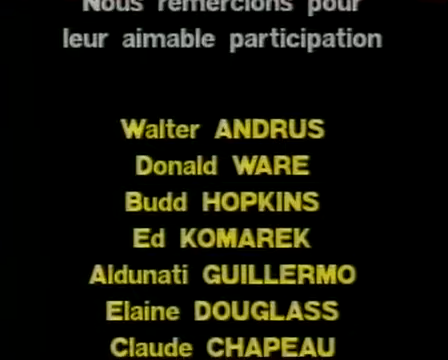 Nous remercions pour
leur aimable participation
Walter ANDRUS
Donald WARE
Budd HOPKINS
Ed KOMAREK
Aldunati GUILLERMO
Elaine DOUGLASS
Claude CHAPEAU